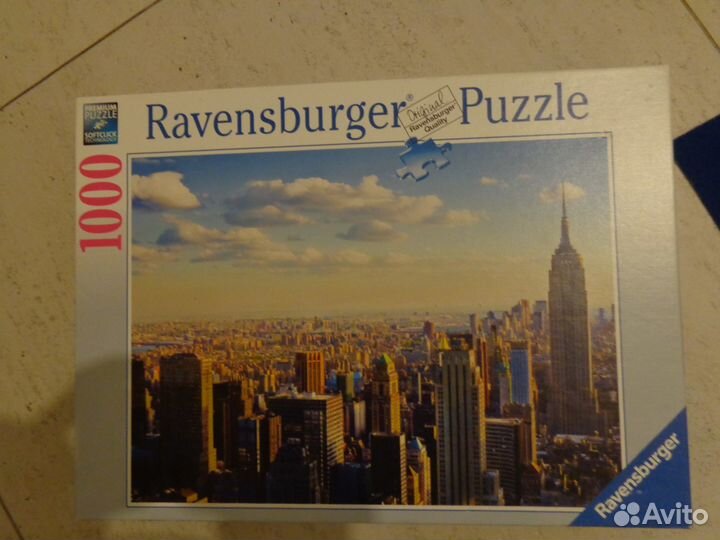 PREMIUM
PUZZLE
SOFTCLICK
TECHNOLOGY
Ravensburger® Puzzle
Original
Ravensburger
Quality
1000
Ravensburger
Avito